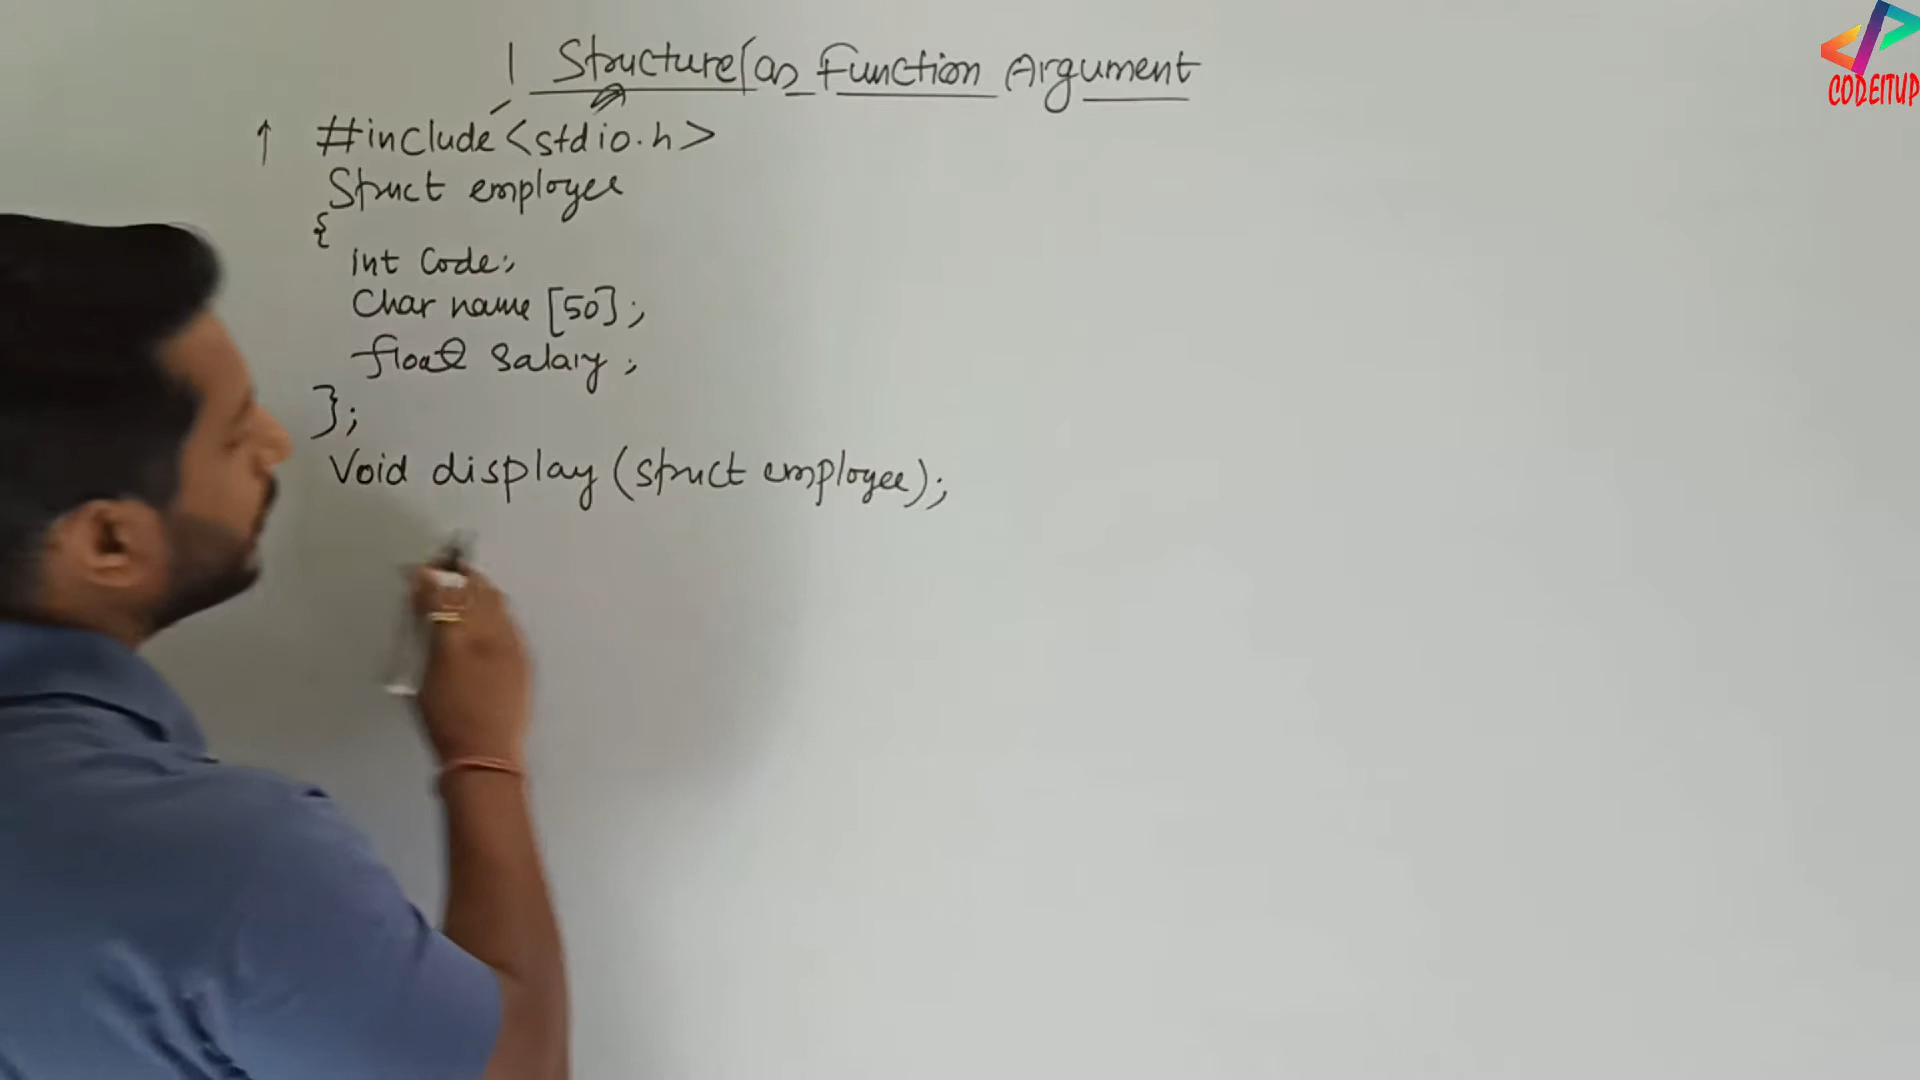 Structure as Function Argument
CODEITUP
#include <stdio.h>
Struct employee
{
int Code;
Char name [50];
float Salary;
};
Void display (struct employee);